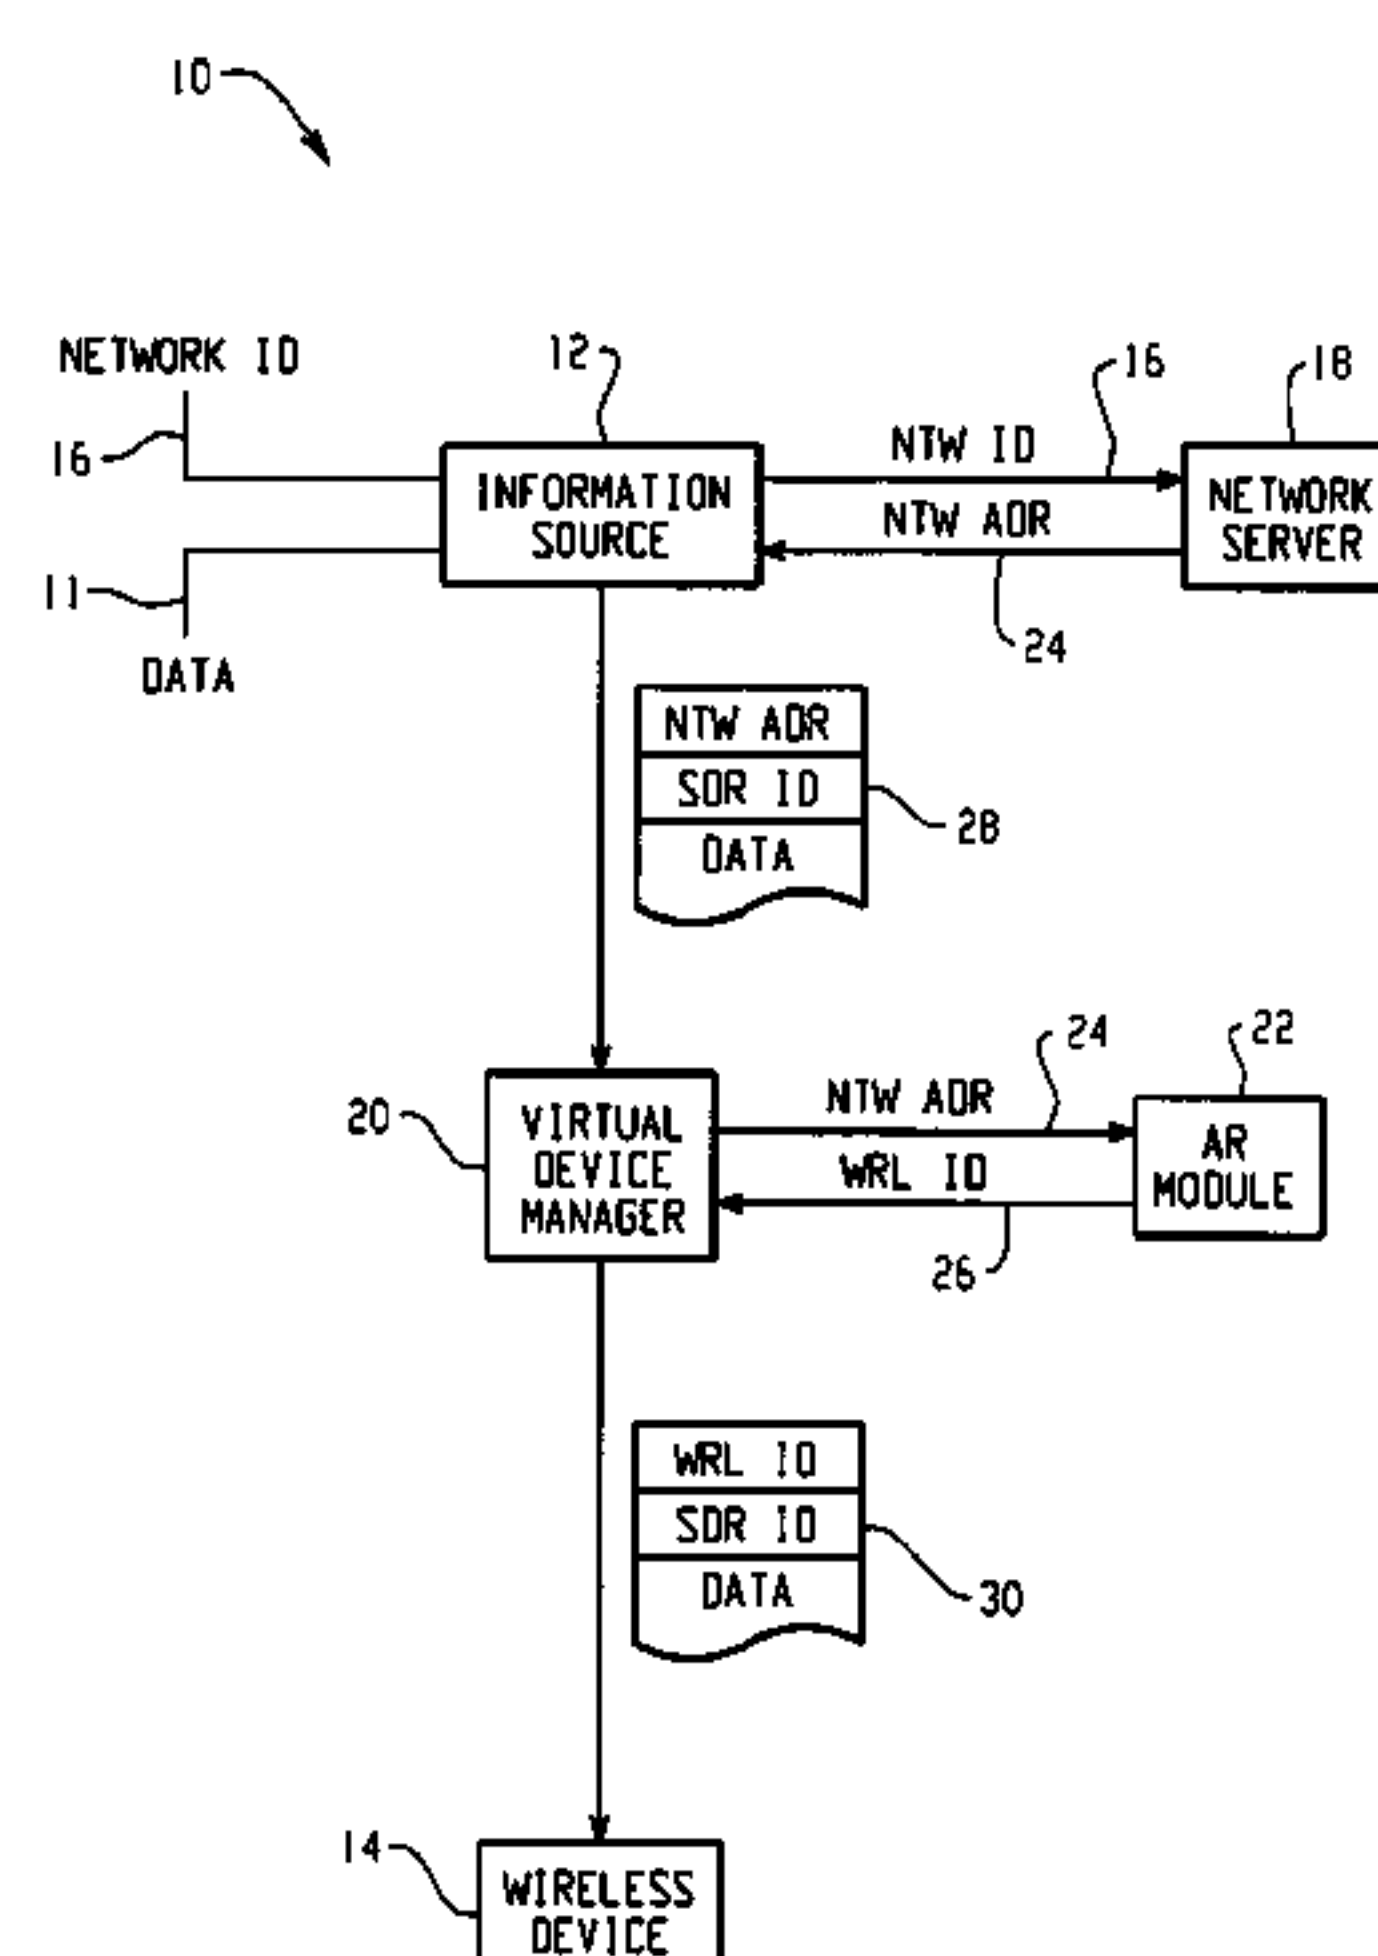 10
NETWORK ID
12
16
18
16
NTW ID
INFORMATION
SOURCE
NTW ADR
NETWORK
SERVER
11
24
DATA
NTW ADR
SDR ID
28
DATA
24
22
20
NTW ADR
VIRTUAL
DEVICE
MANAGER
WRL ID
AR
MODULE
26
WRL ID
SDR ID
DATA
30
14
WIRELESS
DEVICE